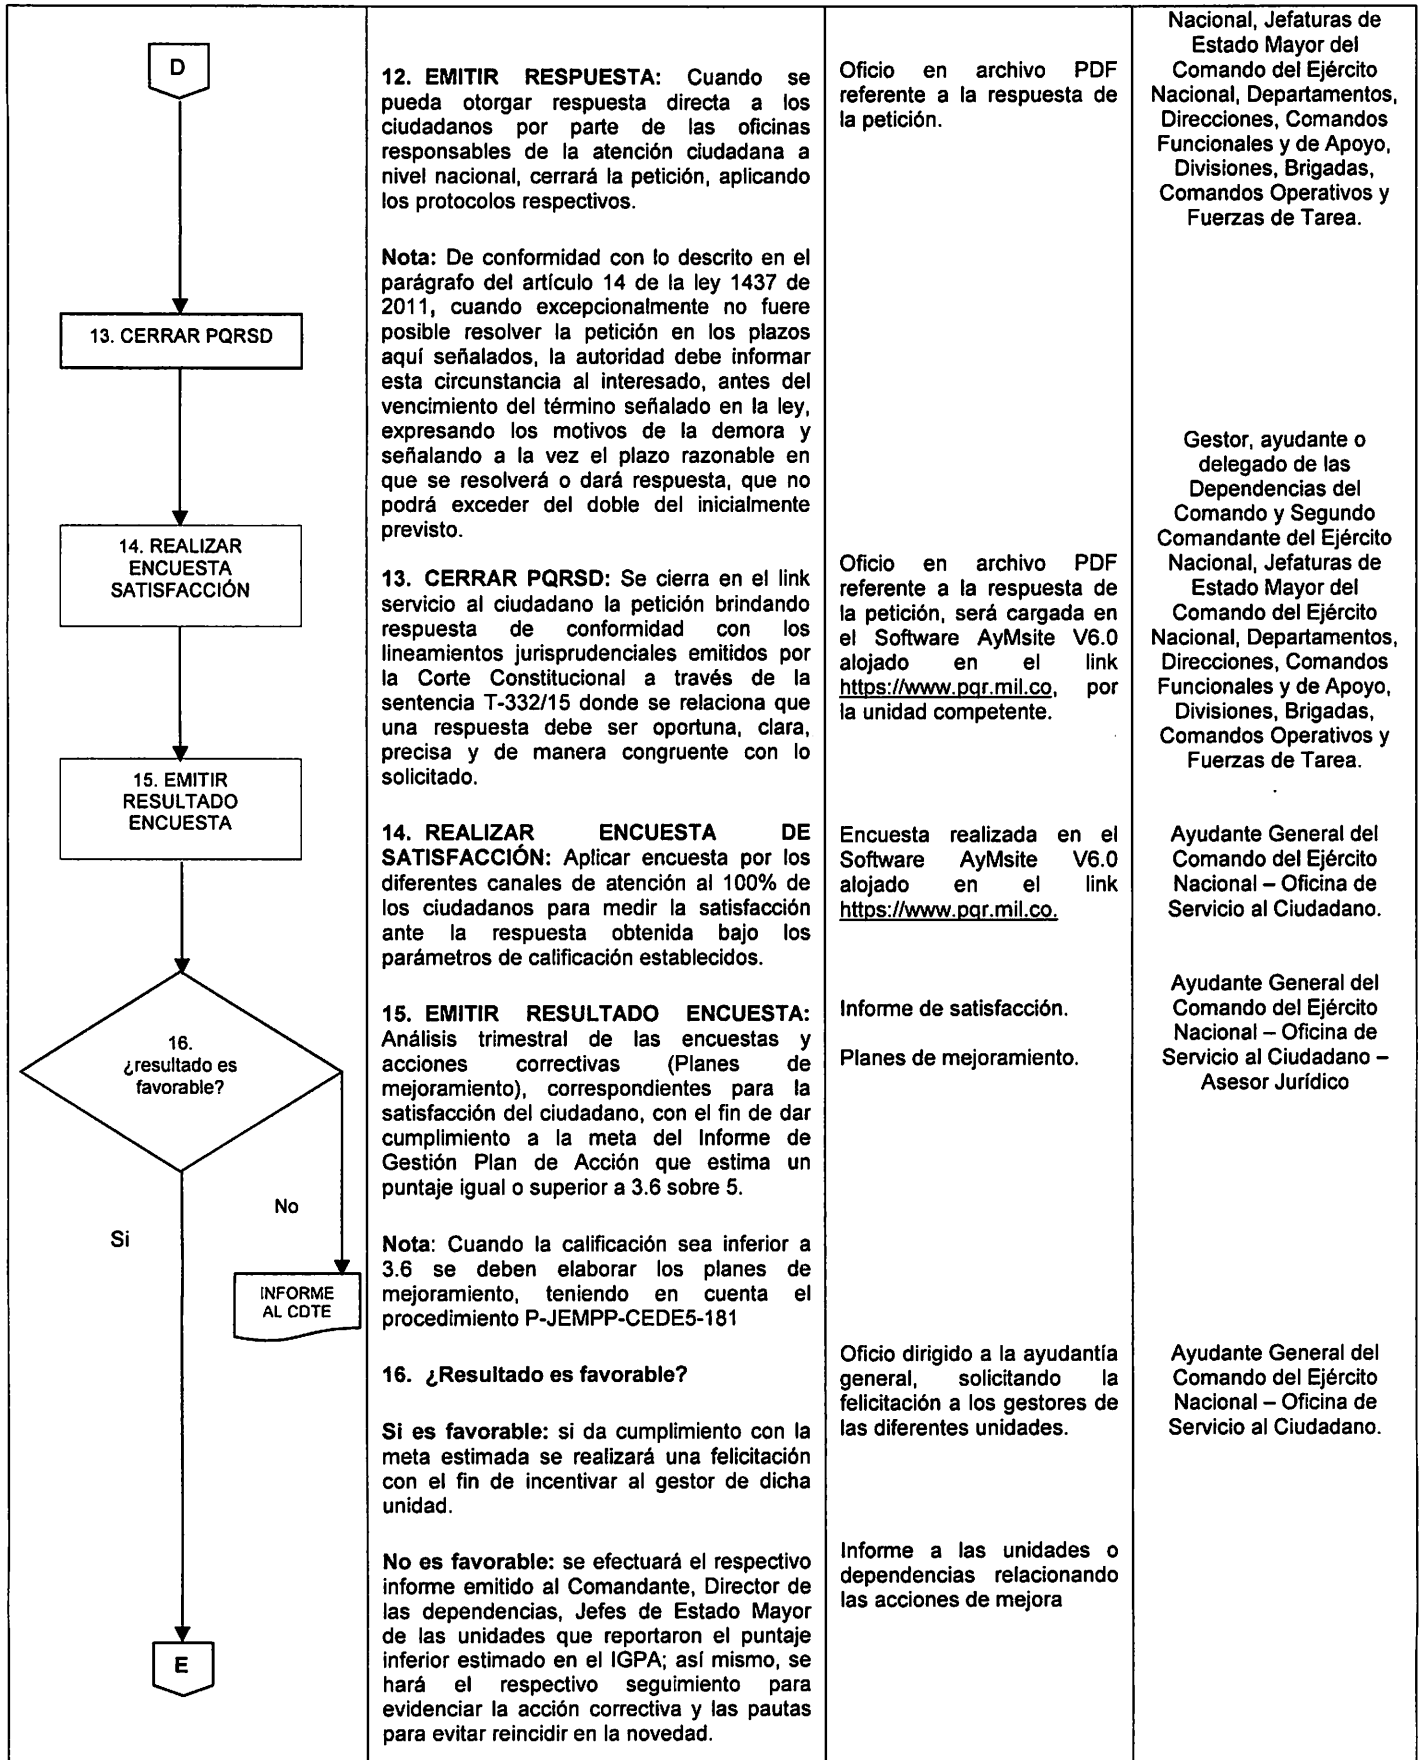 D
13. CERRAR PQRSD
14. REALIZAR
ENCUESTA
SATISFACCIÓN
15. EMITIR
RESULTADO
ENCUESTA
16.
¿resultado es
favorable?
No
Si
INFORME
AL CDTE
E
12. EMITIR RESPUESTA: Cuando se
pueda otorgar respuesta directa a los
ciudadanos por parte de las oficinas
responsables de la atención ciudadana a
nivel nacional, cerrará la petición, aplicando
los protocolos respectivos.
Nota: De conformidad con lo descrito en el
parágrafo del artículo 14 de la ley 1437 de
2011, cuando excepcionalmente no fuere
posible resolver la petición en los plazos
aquí señalados, la autoridad debe informar
esta circunstancia al interesado, antes del
vencimiento del término señalado en la ley,
expresando los motivos de la demora y
señalando a la vez el plazo razonable en
que se resolverá o dará respuesta, que no
podrá exceder del doble del inicialmente
previsto.
13. CERRAR PQRSD: Se cierra en el link
servicio al ciudadano la petición brindando
respuesta de conformidad con los
lineamientos jurisprudenciales emitidos por
la Corte Constitucional a través de la
sentencia T-332/15 donde se relaciona que
una respuesta debe ser oportuna, clara,
precisa y de manera congruente con lo
solicitado.
14. REALIZAR ENCUESTA DE
SATISFACCIÓN: Aplicar encuesta por los
diferentes canales de atención al 100% de
los ciudadanos para medir la satisfacción
ante la respuesta obtenida bajo los
parámetros de calificación establecidos.
15. EMITIR RESULTADO ENCUESTA:
Análisis trimestral de las encuestas y
acciones correctivas (Planes de
mejoramiento), correspondientes para la
satisfacción del ciudadano, con el fin de dar
cumplimiento a la meta del Informe de
Gestión Plan de Acción que estima un
puntaje igual o superior a 3.6 sobre 5.
Nota: Cuando la calificación sea inferior a
3.6 se deben elaborar los planes de
mejoramiento, teniendo en cuenta el
procedimiento P-JEMPP-CEDE5-181
16. ¿Resultado es favorable?
Si es favorable: si da cumplimiento con la
meta estimada se realizará una felicitación
con el fin de incentivar al gestor de dicha
unidad.
No es favorable: se efectuará el respectivo
informe emitido al Comandante, Director de
las dependencias, Jefes de Estado Mayor
de las unidades que reportaron el puntaje
inferior estimado en el IGPA; así mismo, se
hará el respectivo seguimiento para
evidenciar la acción correctiva y las pautas
para evitar reincidir en la novedad.
Oficio en archivo PDF
referente a la respuesta de
la petición.
Oficio en archivo PDF
referente a la respuesta de
la petición, será cargada en
el Software AyMsite V6.0
alojado en el link
https://www.pqr.mil.co, por
la unidad competente.
Encuesta realizada en el
Software AyMsite V6.0
alojado en el link
https://www.pqr.mil.co.
Informe de satisfacción.
Planes de mejoramiento.
Oficio dirigido a la ayudantía
general, solicitando la
felicitación a los gestores de
las diferentes unidades.
Informe a las unidades o
dependencias relacionando
las acciones de mejora
Nacional, Jefaturas de
Estado Mayor del
Comando del Ejército
Nacional, Departamentos,
Direcciones, Comandos
Funcionales y de Apoyo,
Divisiones, Brigadas,
Comandos Operativos y
Fuerzas de Tarea.
Gestor, ayudante o
delegado de las
Dependencias del
Comando y Segundo
Comandante del Ejército
Nacional, Jefaturas de
Estado Mayor del
Comando del Ejército
Nacional, Departamentos,
Direcciones, Comandos
Funcionales y de Apoyo,
Divisiones, Brigadas,
Comandos Operativos y
Fuerzas de Tarea.
Ayudante General del
Comando del Ejército
Nacional – Oficina de
Servicio al Ciudadano.
Ayudante General del
Comando del Ejército
Nacional – Oficina de
Servicio al Ciudadano –
Asesor Jurídico
Ayudante General del
Comando del Ejército
Nacional – Oficina de
Servicio al Ciudadano.